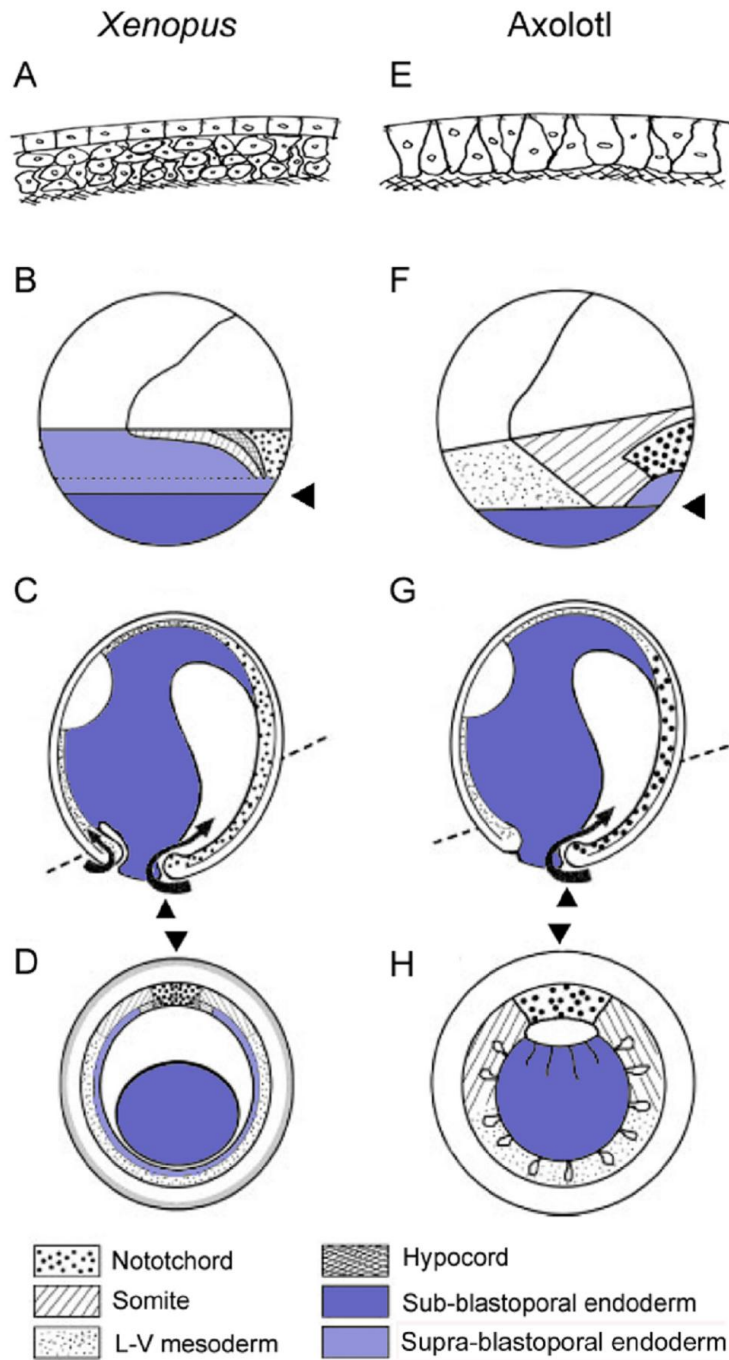 Xenopus
Axolotl
A
E
B
F
C
G
D
H
Nototchord
Hypocord
Somite
Sub-blastoporal endoderm
L-V mesoderm
Supra-blastoporal endoderm